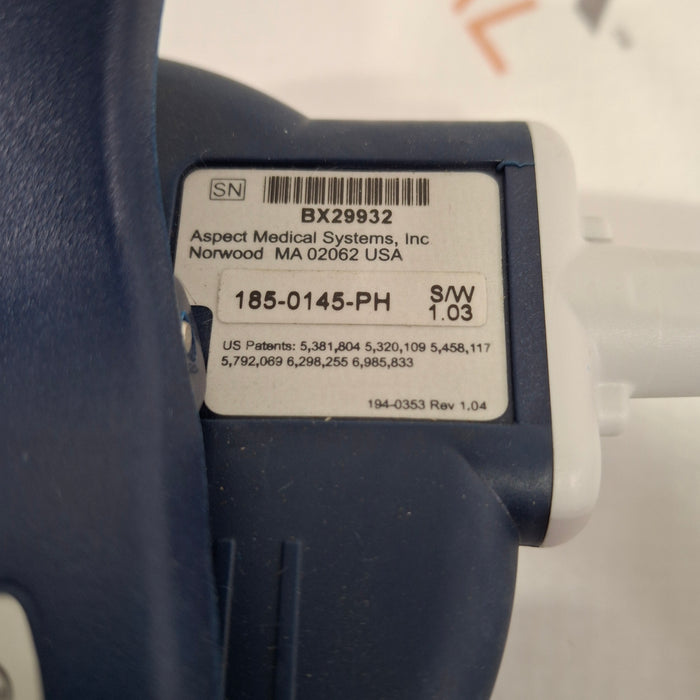 AL
SN
BX29932
Aspect Medical Systems, Inc
Norwood MA 02062 USA
185-0145-PH S/W
1.03
US Patents: 5,381,804 5,320,109 5,458,117
5,792,069 6,298,255 6,985,833
194-0353 Rev 1.04